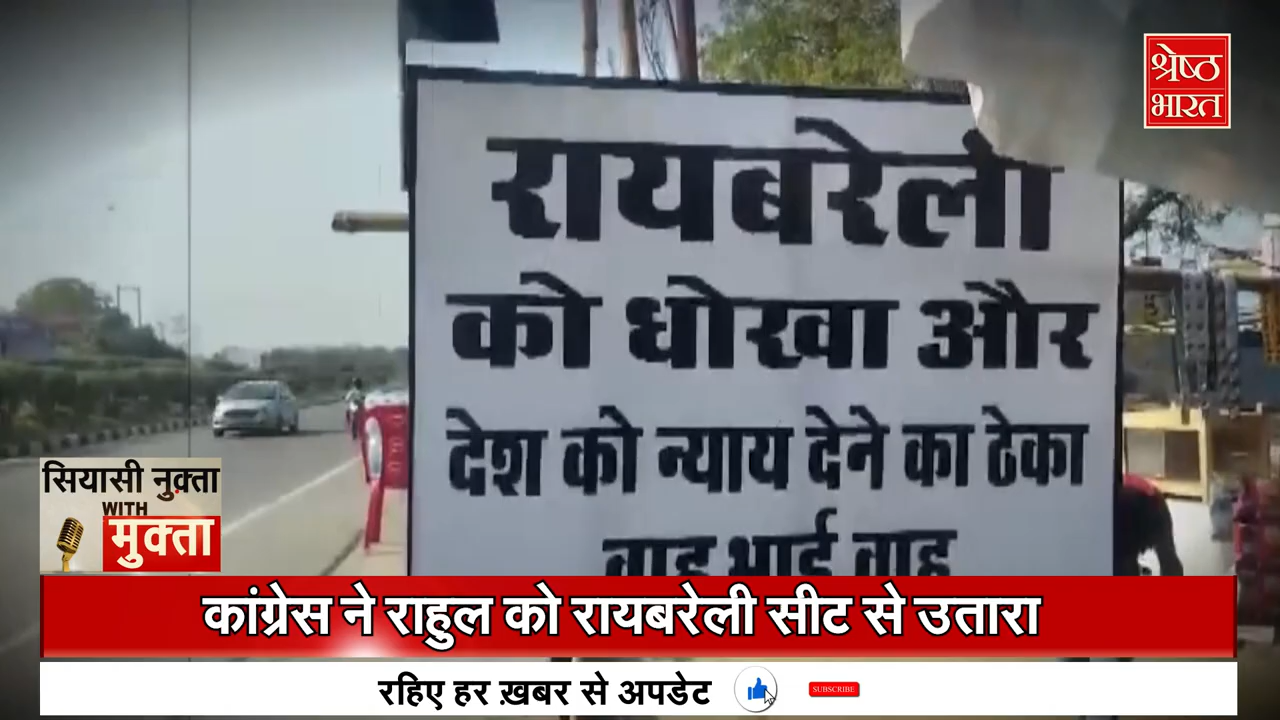 श्रेष्ठ
भारत
रायबरेली
को धोखा और
देश को न्याय देने का ठेका
वाह भाई वाह
सियासी नुक़्ता
WITH
मुक्ता
कांग्रेस ने राहुल को रायबरेली सीट से उतारा
रहिए हर ख़बर से अपडेट
SUBSCRIBE